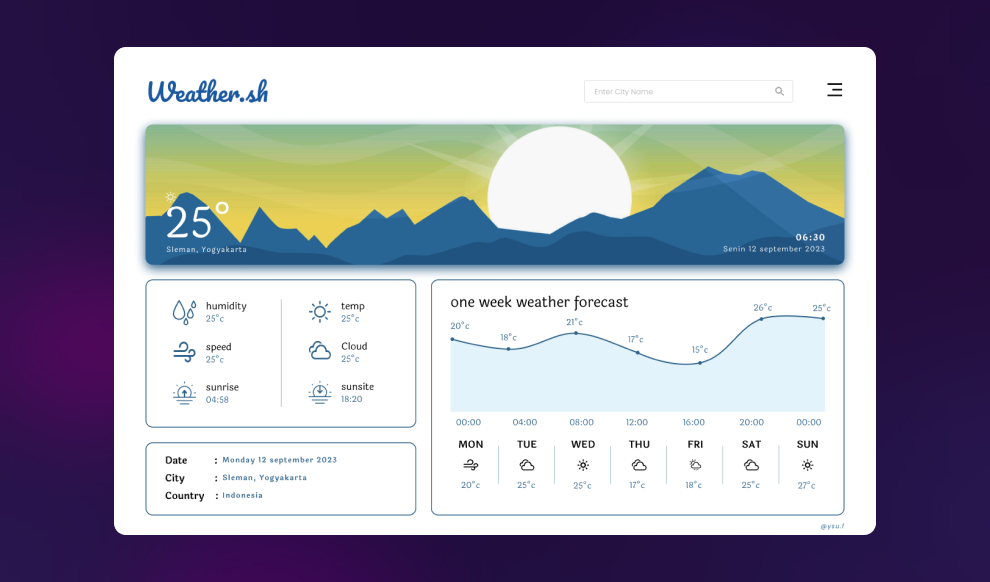 Weather.sh
Enter City Name
25°
Sleman, Yogyakarta
06:30
Senin 12 september 2023
humidity
25°c
temp
25°c
speed
25°c
Cloud
25°c
sunrise
04:58
sunsite
18:20
Date : Monday 12 september 2023
City : Sleman, Yogyakarta
Country : Indonesia
one week weather forecast
20°c 18°c 21°c 17°c 15°c 26°c 25°c
00:00 04:00 08:00 12:00 16:00 20:00 00:00
MON TUE WED THU FRI SAT SUN
20°c 25°c 25°c 17°c 18°c 25°c 27°c
@ysu.f